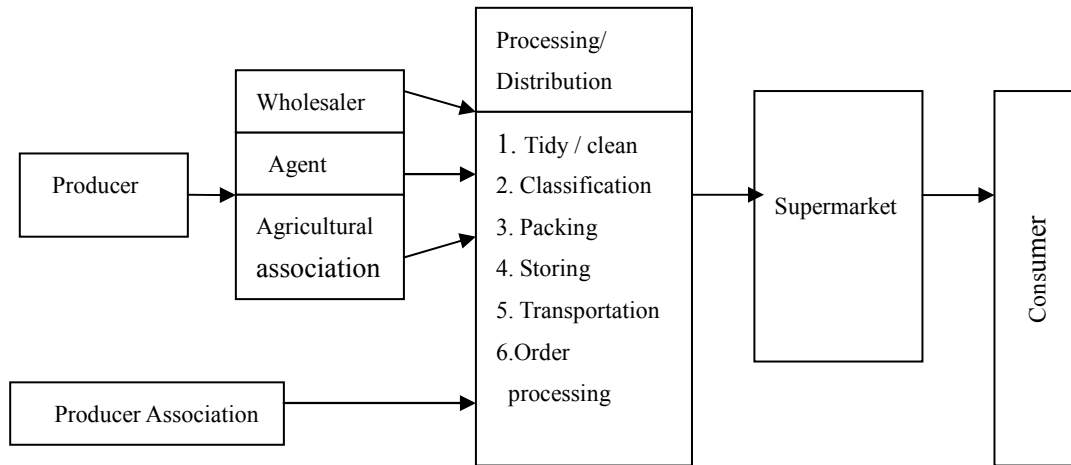 Producer
Wholesaler
Agent
Agricultural
association
Producer Association
Processing/
Distribution
1. Tidy / clean
2. Classification
3. Packing
4. Storing
5. Transportation
6.Order
processing
Supermarket
Consumer